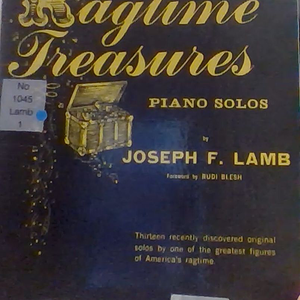 Ragtime
Treasures
PIANO SOLOS
by
JOSEPH F. LAMB
Foreword by RUDI BLESH
No
1045
Lamb
1
Thirteen recently discovered original
solos by one of the greatest figures
of America's ragtime.